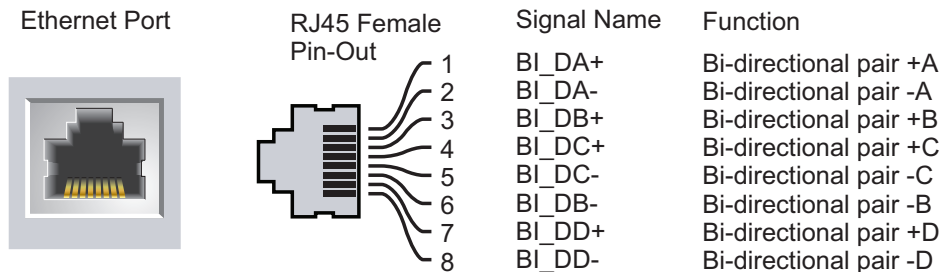 Ethernet Port
RJ45 Female
Pin-Out
Signal Name
Function
1 BI_DA+ Bi-directional pair +A
2 BI_DA- Bi-directional pair -A
3 BI_DB+ Bi-directional pair +B
4 BI_DC+ Bi-directional pair +C
5 BI_DC- Bi-directional pair -C
6 BI_DB- Bi-directional pair -B
7 BI_DD+ Bi-directional pair +D
8 BI_DD- Bi-directional pair -D